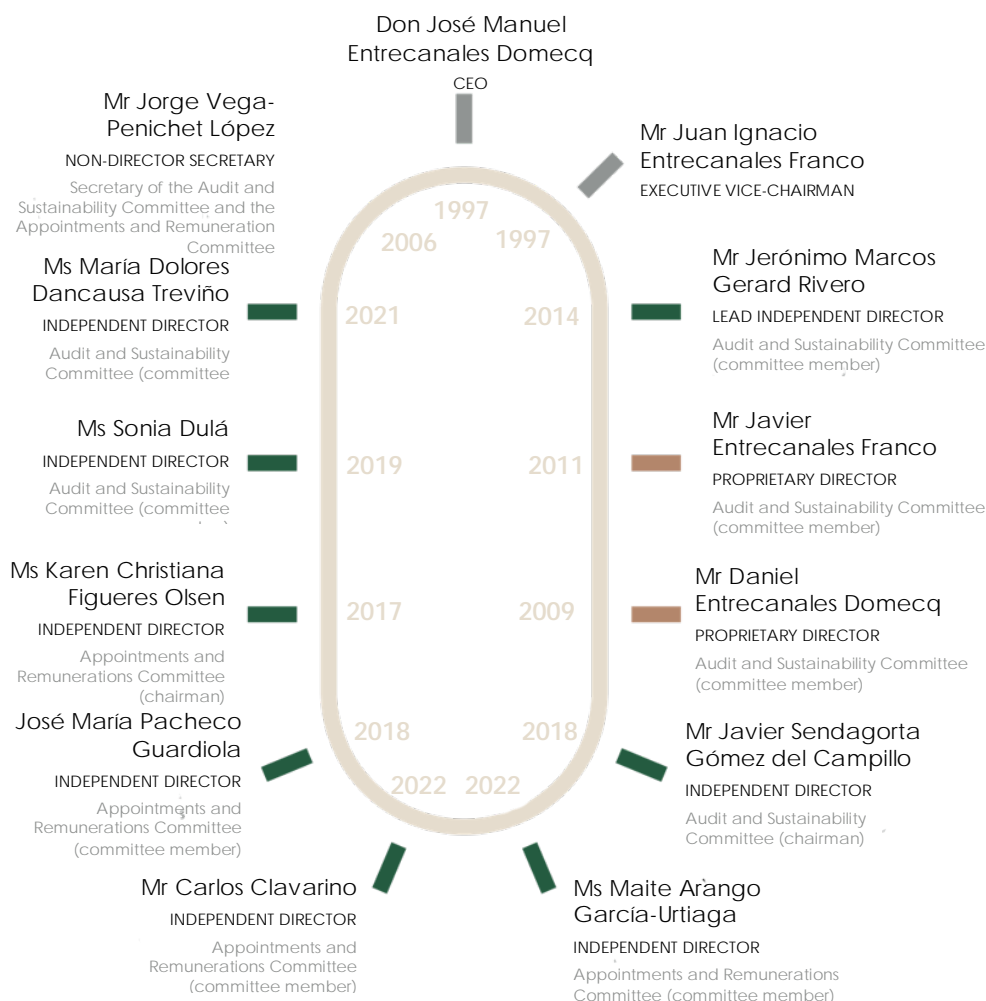 Don José Manuel
Entrecanales Domecq
CEO
Mr Jorge Vega-
Penichet López
NON-DIRECTOR SECRETARY
Secretary of the Audit and
Sustainability Committee and the
Appointments and Remuneration
Committee
Mr Juan Ignacio
Entrecanales Franco
EXECUTIVE VICE-CHAIRMAN
1997
2006
1997
Ms María Dolores
Dancausa Treviño
INDEPENDENT DIRECTOR
Audit and Sustainability
Committee (committee
2021
2014
Mr Jerónimo Marcos
Gerard Rivero
LEAD INDEPENDENT DIRECTOR
Audit and Sustainability Committee
(committee member)
Ms Sonia Dulá
INDEPENDENT DIRECTOR
Audit and Sustainability
Committee (committee
2019
2011
Mr Javier
Entrecanales Franco
PROPRIETARY DIRECTOR
Audit and Sustainability Committee
(committee member)
Ms Karen Christiana
Figueres Olsen
INDEPENDENT DIRECTOR
Appointments and
Remunerations Committee
(chairman)
2017
2009
Mr Daniel
Entrecanales Domecq
PROPRIETARY DIRECTOR
Audit and Sustainability Committee
(committee member)
José María Pacheco
Guardiola
INDEPENDENT DIRECTOR
Appointments and
Remunerations Committee
(committee member)
2018
2018
Mr Javier Sendagorta
Gómez del Campillo
INDEPENDENT DIRECTOR
Audit and Sustainability
Committee (chairman)
2022
2022
Mr Carlos Clavarino
INDEPENDENT DIRECTOR
Appointments and
Remunerations Committee
(committee member)
Ms Maite Arango
García-Urtiaga
INDEPENDENT DIRECTOR
Appointments and Remunerations
Committee (committee member)